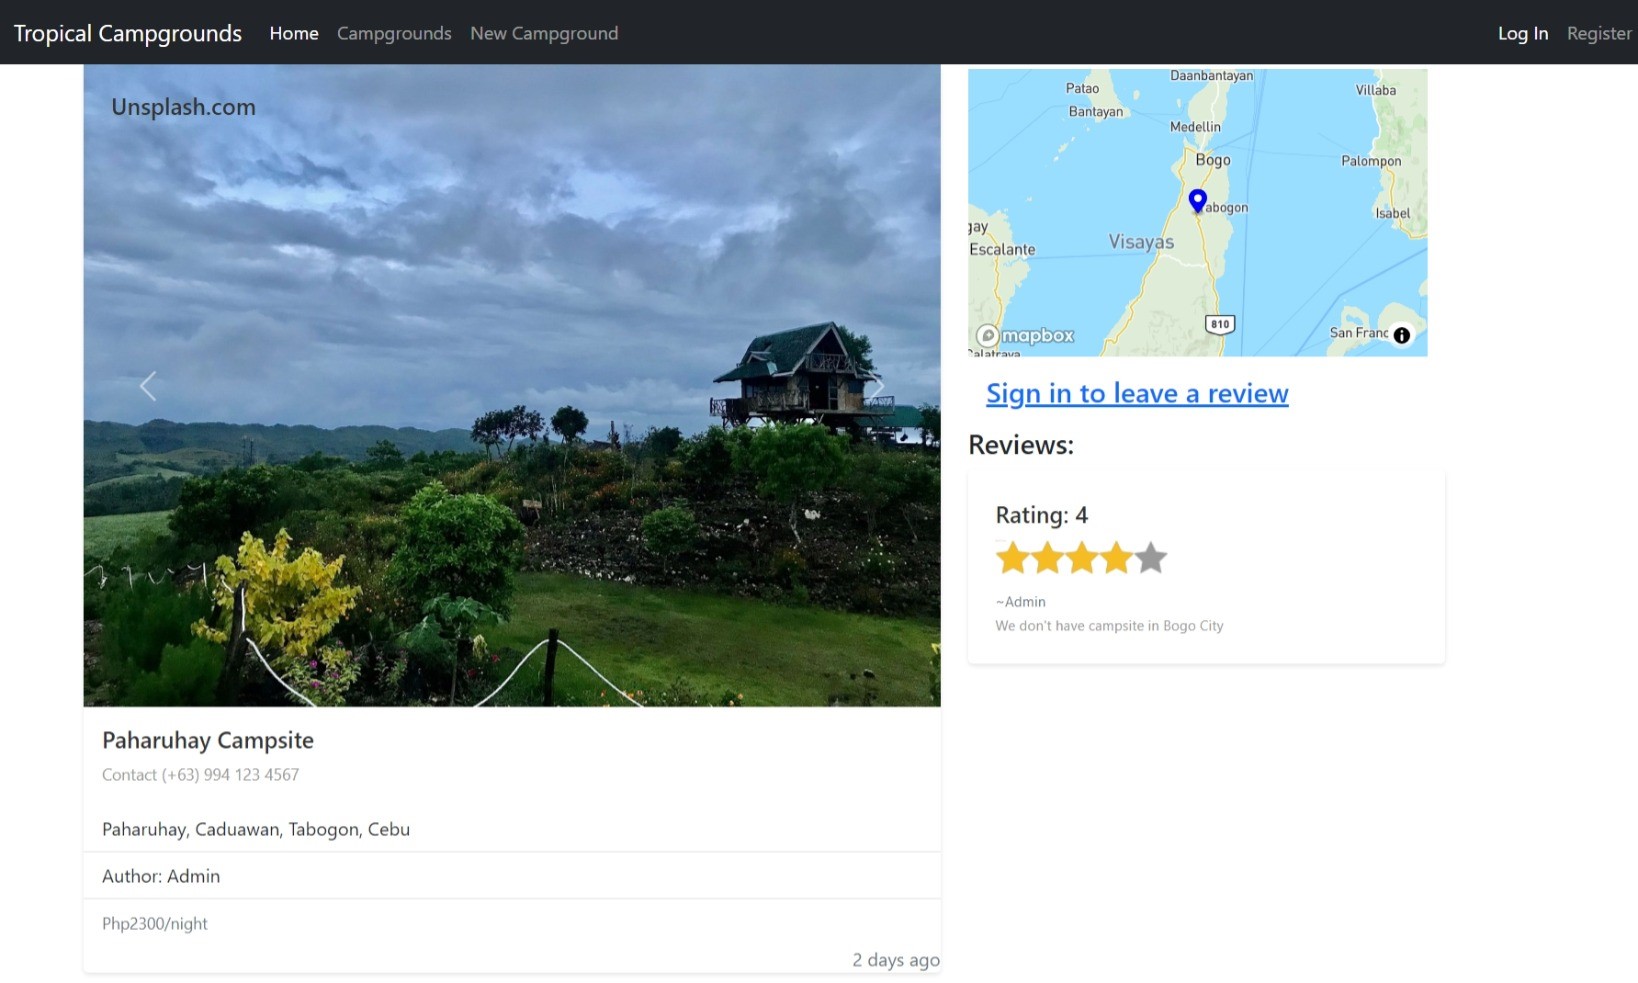 Tropical Campgrounds Home Campgrounds New Campground Log In Register
Unsplash.com
Paharuhay Campsite
Contact (+63) 994 123 4567
Paharuhay, Caduawan, Tabogon, Cebu
Author: Admin
Php2300/night
2 days ago
Daanbantayan
Patao
Villaba
Bantayan
Medellin
Bogo
Palompon
abogon
Isabel
gay
Visayas
Escalante
810
San Franc
mapbox
Sign in to leave a review
Reviews:
Rating: 4
~Admin
We don't have campsite in Bogo City